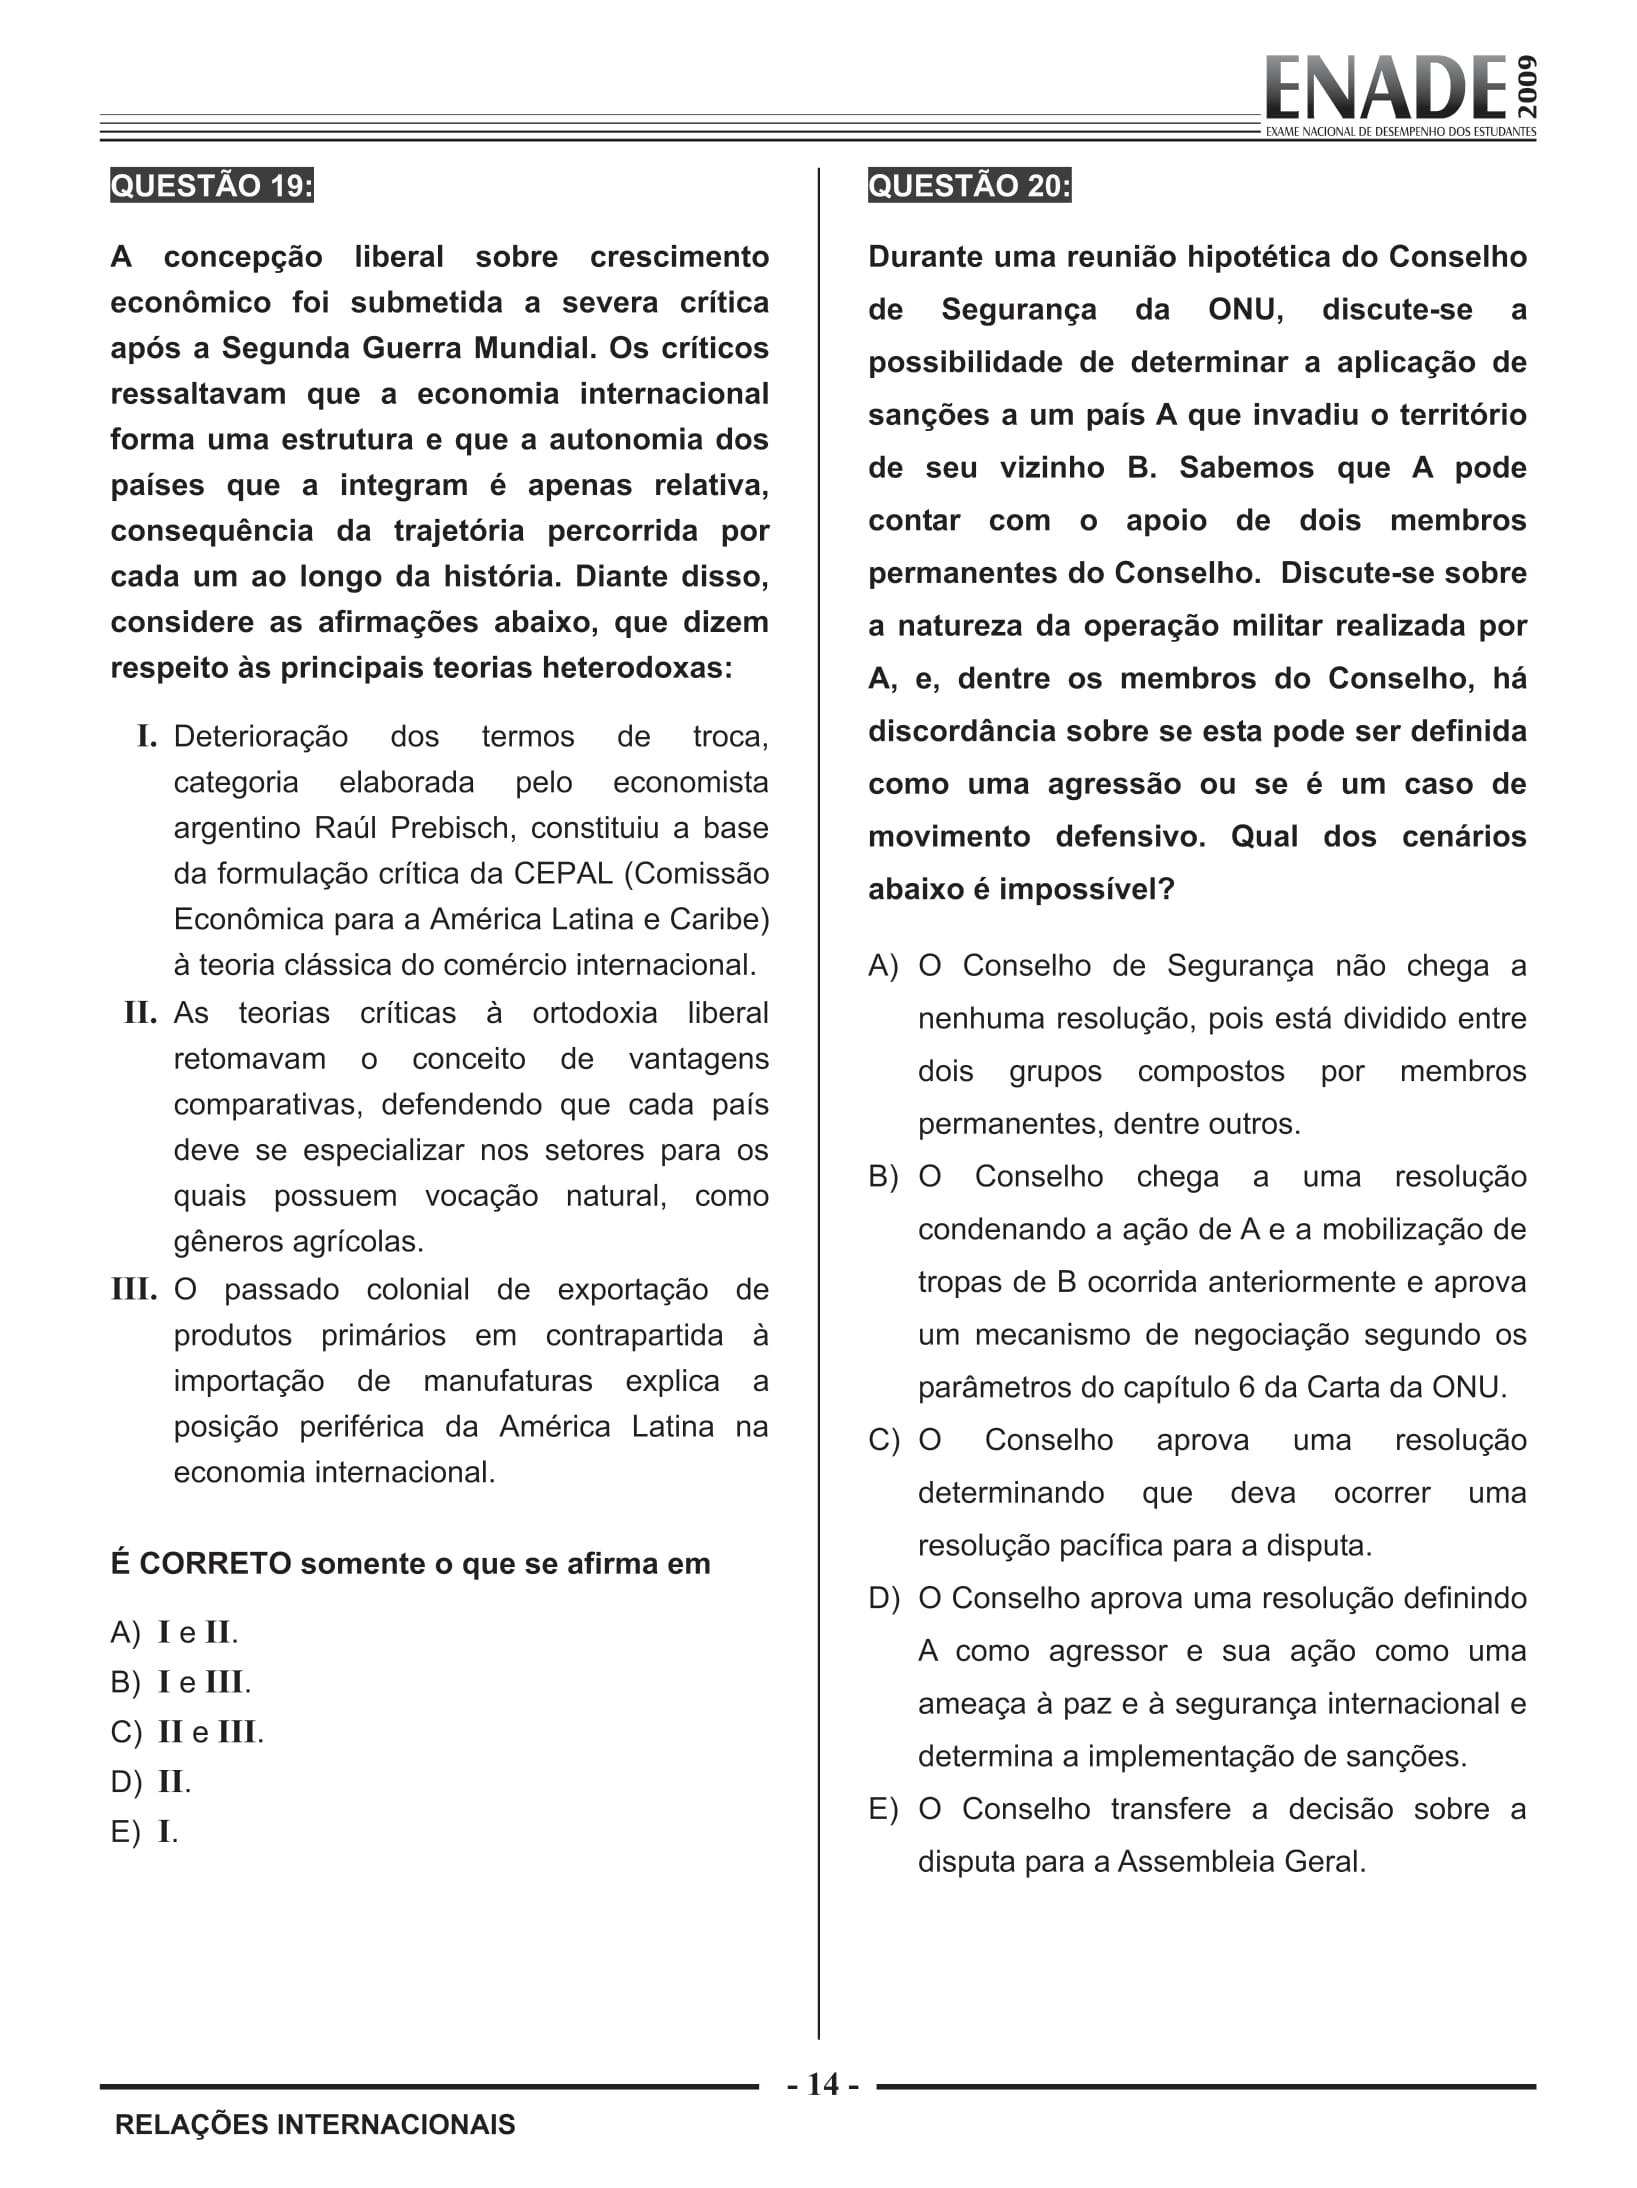 ENADE 2009
EXAME NACIONAL DE DESEMPENHO DOS ESTUDANTES
QUESTÃO 19:
A concepção liberal sobre crescimento
econômico foi submetida a severa crítica
após a Segunda Guerra Mundial. Os críticos
ressaltavam que a economia internacional
forma uma estrutura e que a autonomia dos
países que a integram é apenas relativa,
consequência da trajetória percorrida por
cada um ao longo da história. Diante disso,
considere as afirmações abaixo, que dizem
respeito às principais teorias heterodoxas:
I. Deterioração dos termos de troca,
categoria elaborada pelo economista
argentino Raúl Prebisch, constituiu a base
da formulação crítica da CEPAL (Comissão
Econômica para a América Latina e Caribe)
à teoria clássica do comércio internacional.
II. As teorias críticas à ortodoxia liberal
retomavam o conceito de vantagens
comparativas, defendendo que cada país
deve se especializar nos setores para os
quais possuem vocação natural, como
gêneros agrícolas.
III. O passado colonial de exportação de
produtos primários em contrapartida à
importação de manufaturas explica a
posição periférica da América Latina na
economia internacional.
É CORRETO somente o que se afirma em
A) I e II.
B) I e III.
C) II e III.
D) II.
E) I.
QUESTÃO 20:
Durante uma reunião hipotética do Conselho
de Segurança da ONU, discute-se a
possibilidade de determinar a aplicação de
sanções a um país A que invadiu o território
de seu vizinho B. Sabemos que A pode
contar com o apoio de dois membros
permanentes do Conselho. Discute-se sobre
a natureza da operação militar realizada por
A, e, dentre os membros do Conselho, há
discordância sobre se esta pode ser definida
como uma agressão ou se é um caso de
movimento defensivo. Qual dos cenários
abaixo é impossível?
A) O Conselho de Segurança não chega a
nenhuma resolução, pois está dividido entre
dois grupos compostos por membros
permanentes, dentre outros.
B) O Conselho chega a uma resolução
condenando a ação de A e a mobilização de
tropas de B ocorrida anteriormente e aprova
um mecanismo de negociação segundo os
parâmetros do capítulo 6 da Carta da ONU.
C) O Conselho aprova uma resolução
determinando que deva ocorrer uma
resolução pacífica para a disputa.
D) O Conselho aprova uma resolução definindo
A como agressor e sua ação como uma
ameaça à paz e à segurança internacional e
determina a implementação de sanções.
E) O Conselho transfere a decisão sobre a
disputa para a Assembleia Geral.
- 14 -
RELAÇÕES INTERNACIONAIS